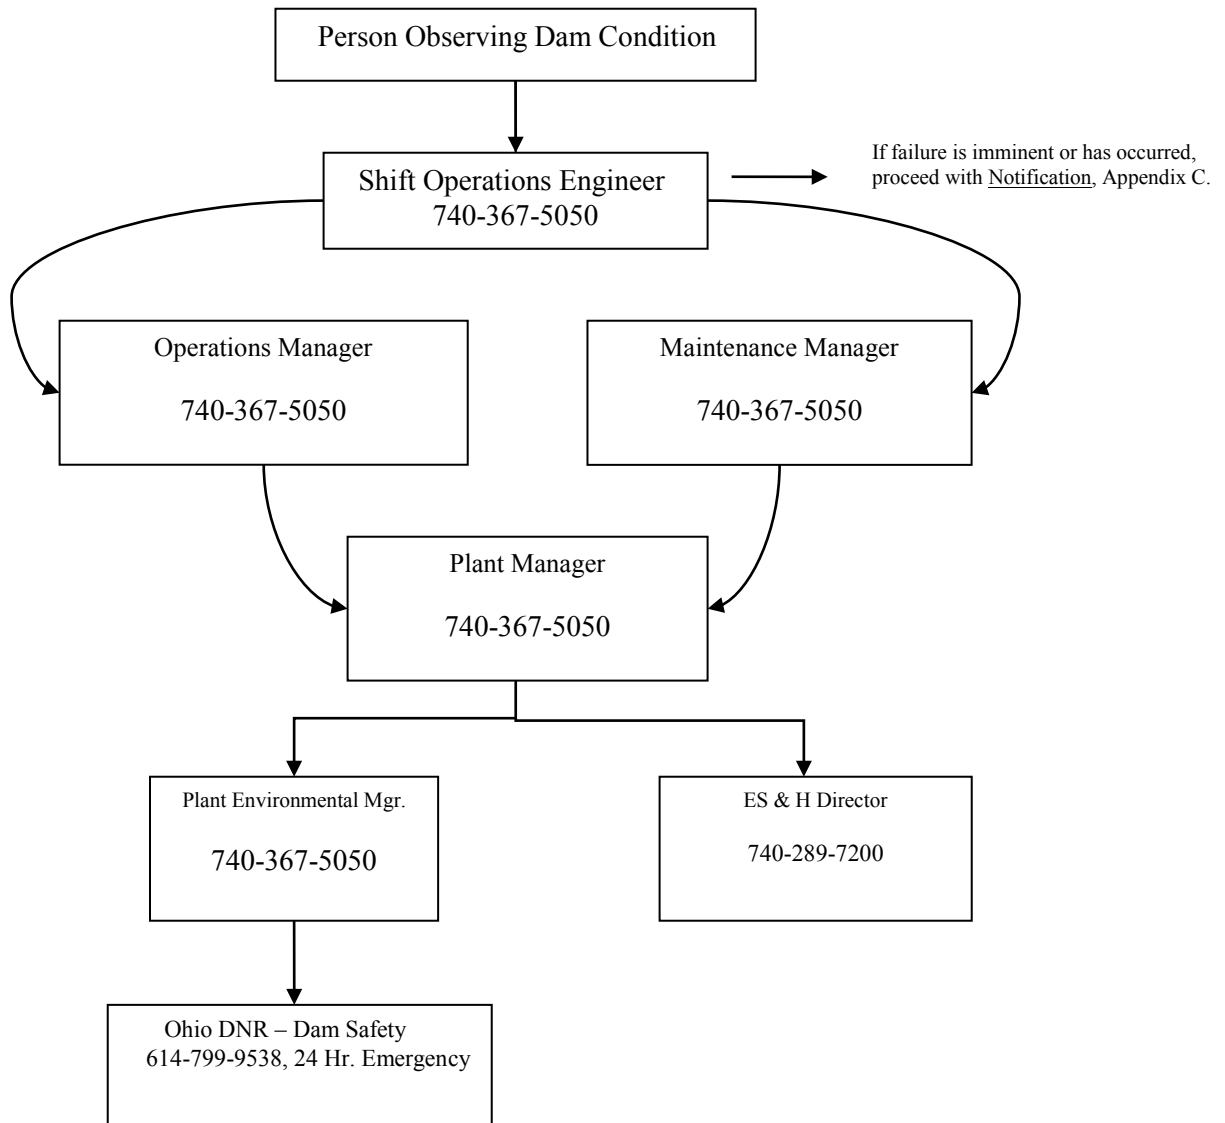 Person Observing Dam Condition
Shift Operations Engineer
740-367-5050
If failure is imminent or has occurred,
proceed with Notification, Appendix C.
Operations Manager
740-367-5050
Maintenance Manager
740-367-5050
Plant Manager
740-367-5050
Plant Environmental Mgr.
740-367-5050
ES & H Director
740-289-7200
Ohio DNR – Dam Safety
614-799-9538, 24 Hr. Emergency